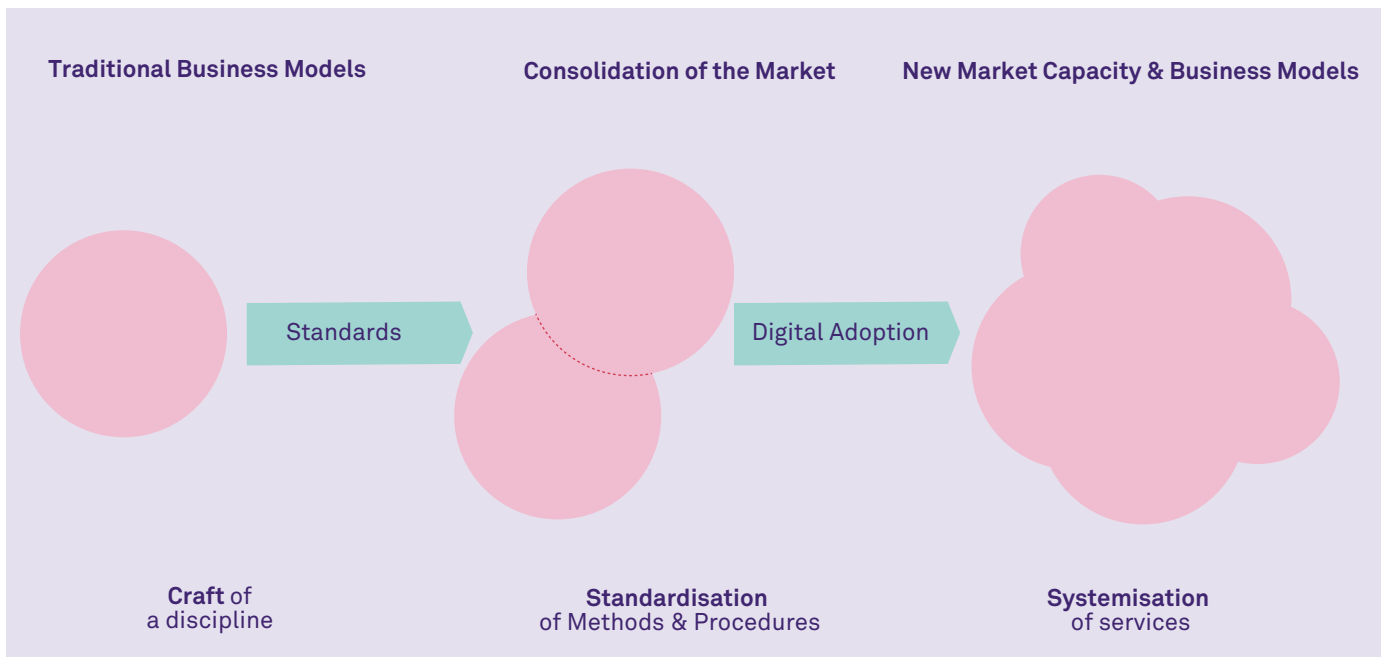 Traditional Business Models
Consolidation of the Market
New Market Capacity & Business Models
Standards
Digital Adoption
Craft of
a discipline
Standardisation
of Methods & Procedures
Systemisation
of services